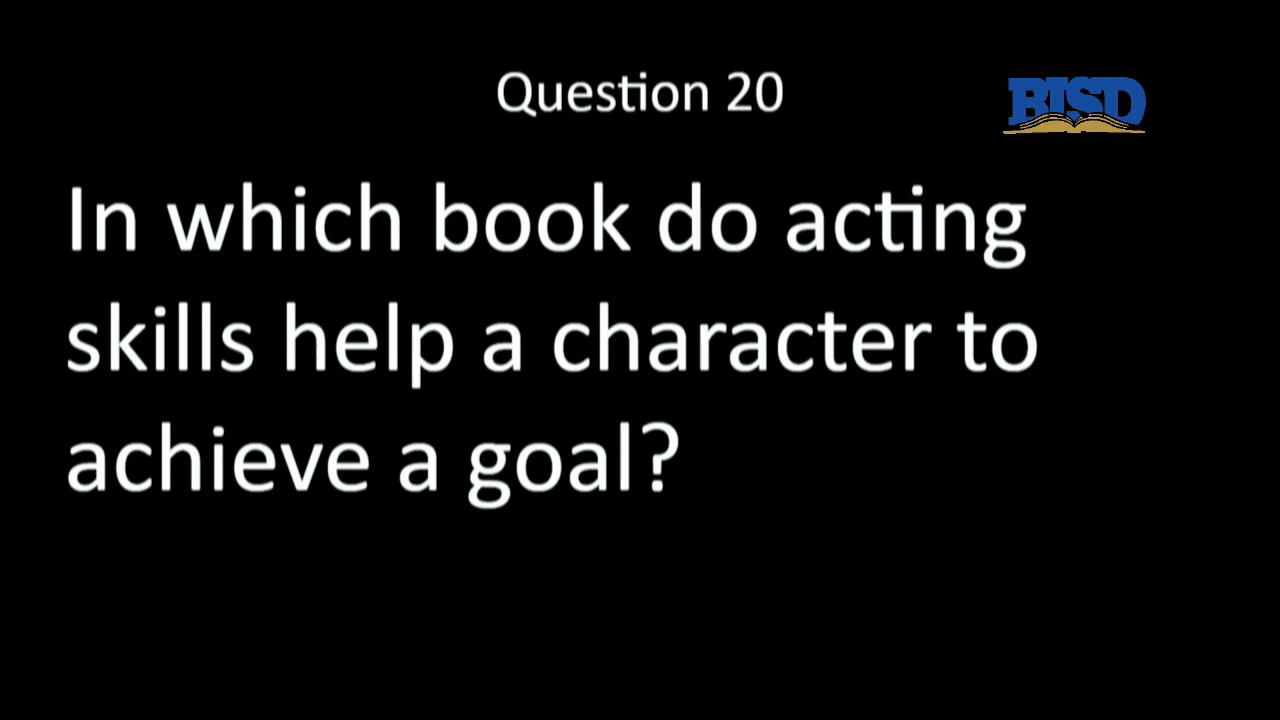 Question 20
BISD
In which book do acting
skills help a character to
achieve a goal?